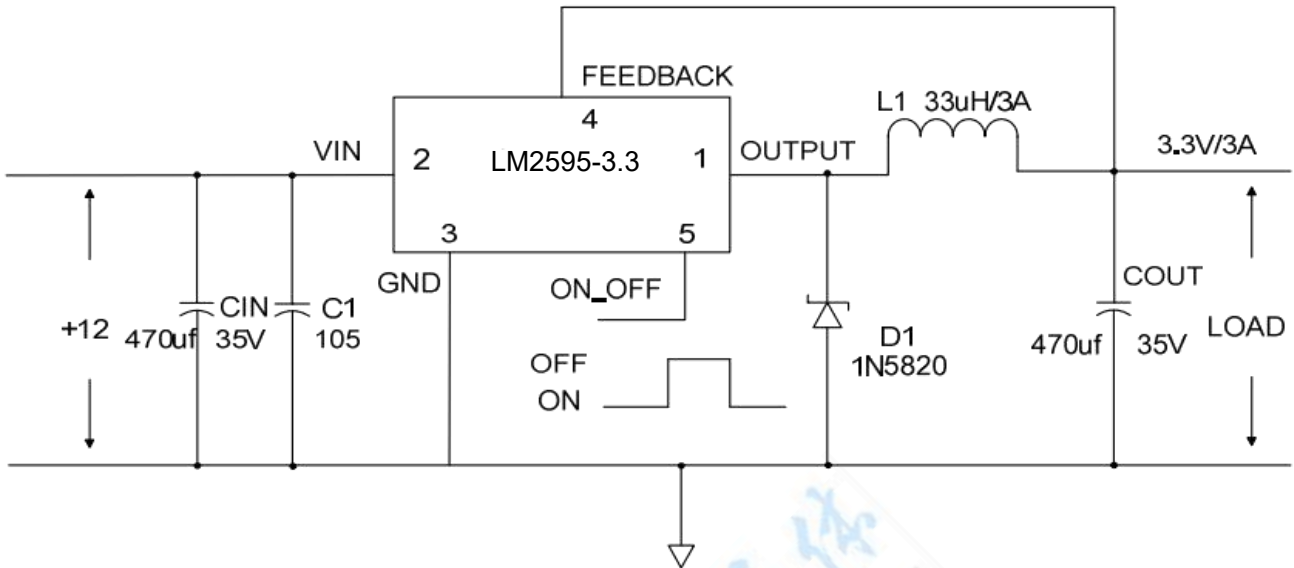 FEEDBACK
L1 33uH/3A
4
VIN
2
LM2595-3.3
1
OUTPUT
3.3V/3A
3
5
GND
ON_OFF
COUT
+12
CIN
C1
470uf 35V
105
D1
1N5820
470uf 35V
LOAD
OFF
ON